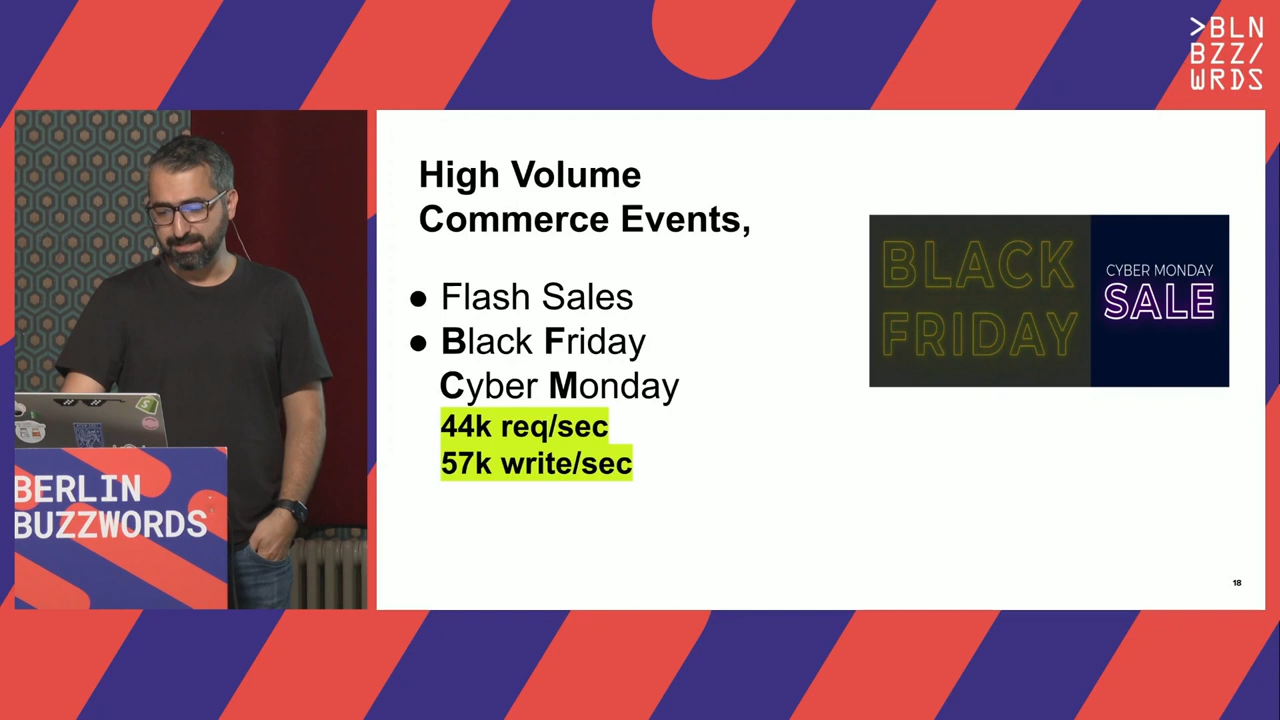 >BLN
BZZ/
WRDS
High Volume
Commerce Events,
● Flash Sales
● Black Friday
Cyber Monday
44k req/sec
57k write/sec
BLACK
FRIDAY
CYBER MONDAY
SALE
BERLIN
BUZZWORDS
18